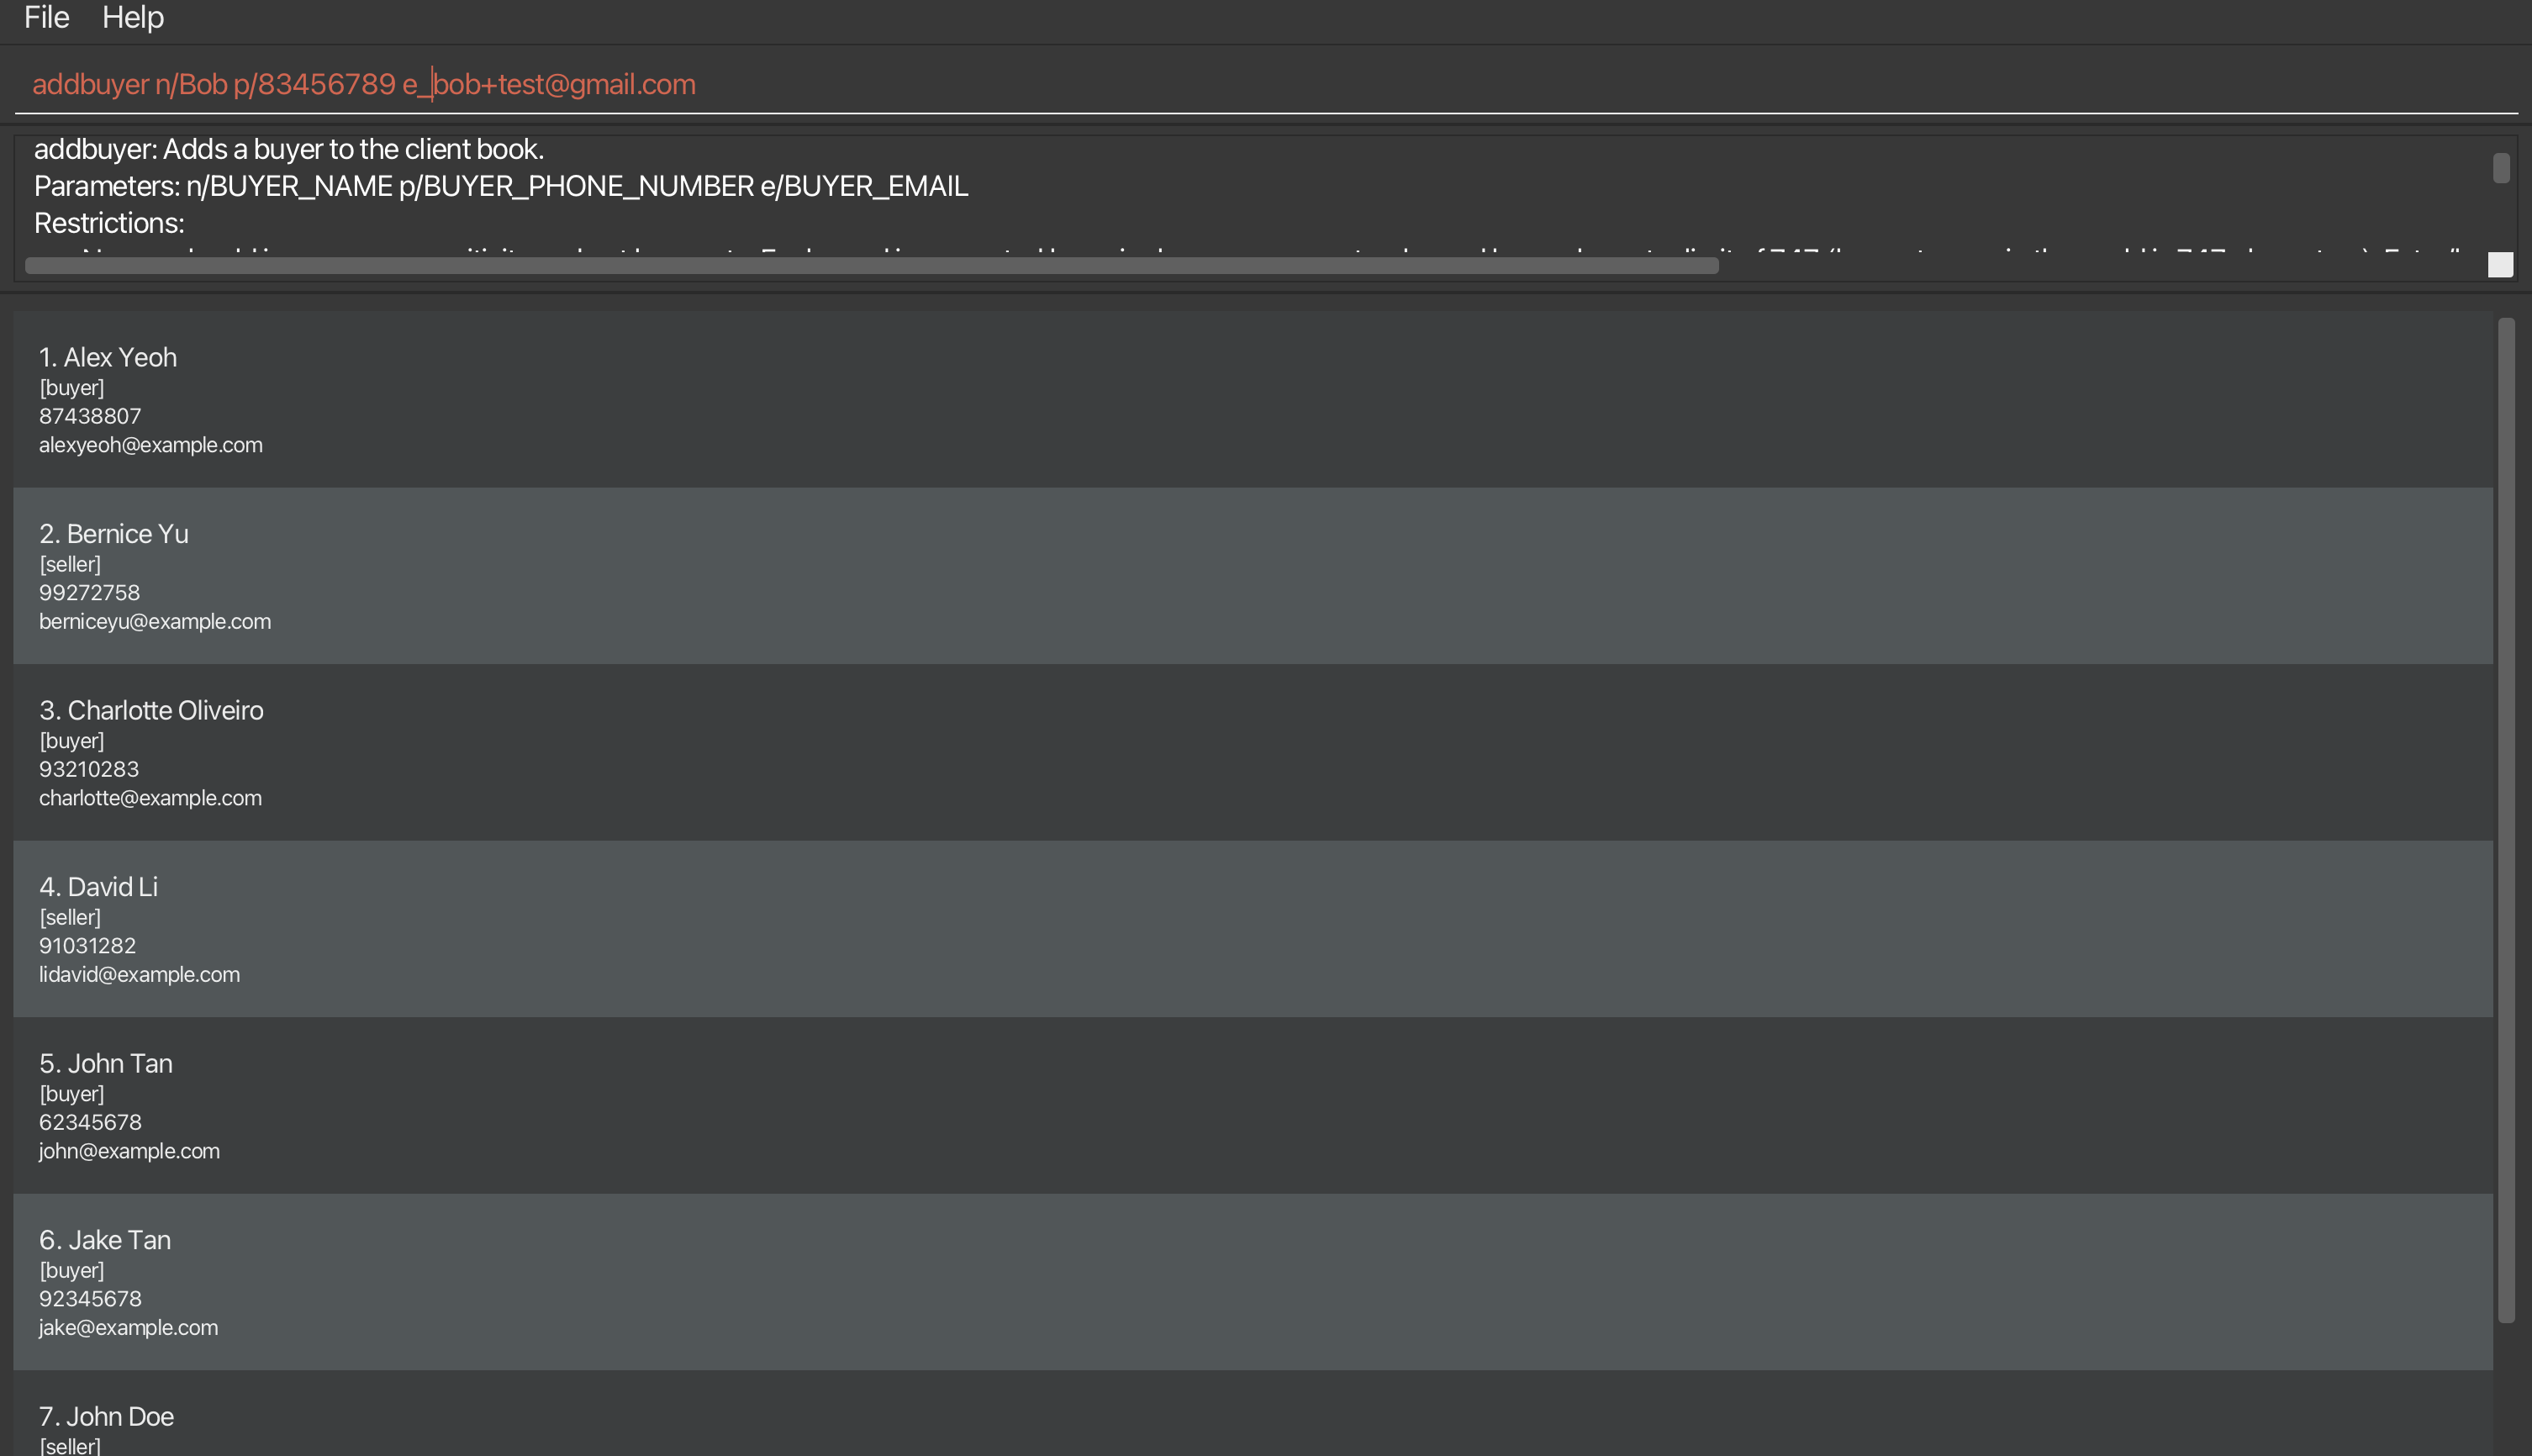 File Help
addbuyer n/Bob p/83456789 e_bob+test@gmail.com
addbuyer: Adds a buyer to the client book.
Parameters: n/BUYER_NAME p/BUYER_PHONE_NUMBER e/BUYER_EMAIL
Restrictions:
1. Alex Yeoh
[buyer]
87438807
alexyeoh@example.com
2. Bernice Yu
[seller]
99272758
berniceyu@example.com
3. Charlotte Oliveiro
[buyer]
93210283
charlotte@example.com
4. David Li
[seller]
91031282
lidavid@example.com
5. John Tan
[buyer]
62345678
john@example.com
6. Jake Tan
[buyer]
92345678
jake@example.com
7. John Doe
[seller]